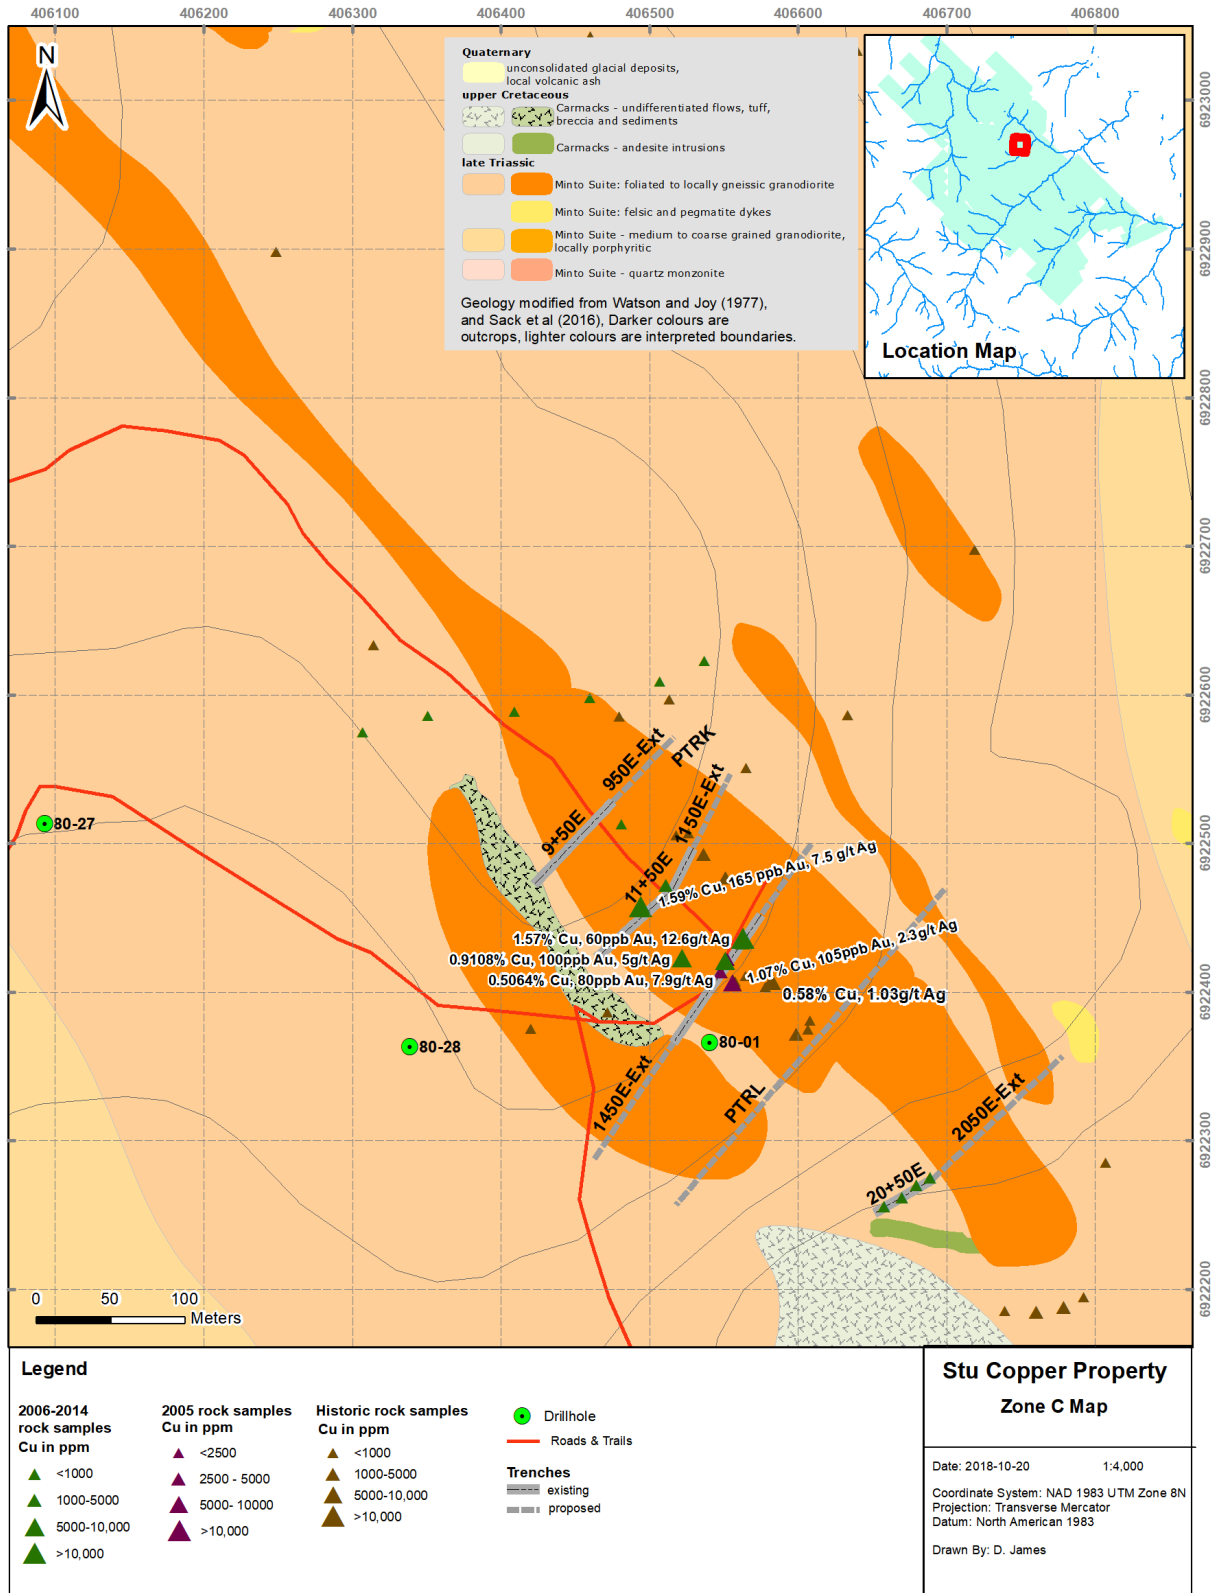 406100 406200 406300 406400 406500 406600 406700 406800
N
Quaternary
unconsolidated glacial deposits,
local volcanic ash
upper Cretaceous
Carmacks - undifferentiated flows, tuff,
breccia and sediments
Carmacks - andesite intrusions
late Triassic
Minto Suite: foliated to locally gneissic granodiorite
Minto Suite: felsic and pegmatite dykes
Minto Suite - medium to coarse grained granodiorite,
locally porphyritic
Minto Suite - quartz monzonite
Geology modified from Watson and Joy (1977),
and Sack et al (2016), Darker colours are
outcrops, lighter colours are interpreted boundaries.
Location Map
6923000
6922900
6922800
6922700
6922600
6922500
6922400
6922300
6922200
950E-Ext
PTRK
9+50E
1150E-Ext
11+50E
1.59% Cu, 165 ppb Au, 7.5 g/t Ag
1.57% Cu, 60ppb Au, 12.6g/t Ag
0.9108% Cu, 100ppb Au, 5g/t Ag
0.5064% Cu, 80ppb Au, 7.9g/t Ag
1.07% Cu, 105ppb Au, 2.3g/t Ag
0.58% Cu, 1.03g/t Ag
80-27
80-28
80-01
1450E-Ext
PTRL
2050E-Ext
20+50E
0 50 100
Meters
Legend
2006-2014
rock samples
Cu in ppm
<1000
1000-5000
5000-10,000
>10,000
2005 rock samples
Cu in ppm
<2500
2500 - 5000
5000- 10000
>10,000
Historic rock samples
Cu in ppm
<1000
1000-5000
5000-10,000
>10,000
Drillhole
Roads & Trails
Trenches
existing
proposed
Stu Copper Property
Zone C Map
Date: 2018-10-20 1:4,000
Coordinate System: NAD 1983 UTM Zone 8N
Projection: Transverse Mercator
Datum: North American 1983
Drawn By: D. James